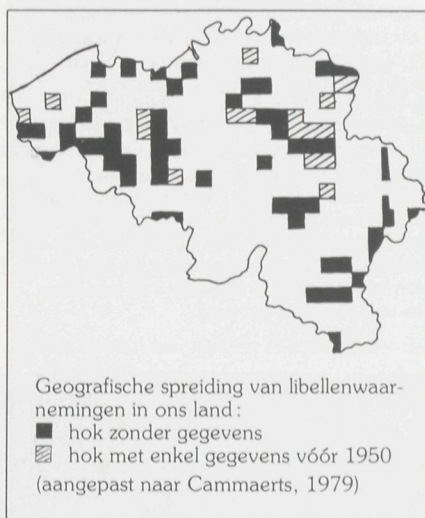 Geografische spreiding van libellenwaar-
nemingen in ons land:
hok zonder gegevens
hok met enkel gegevens vóór 1950
(aangepast naar Cammaerts, 1979)